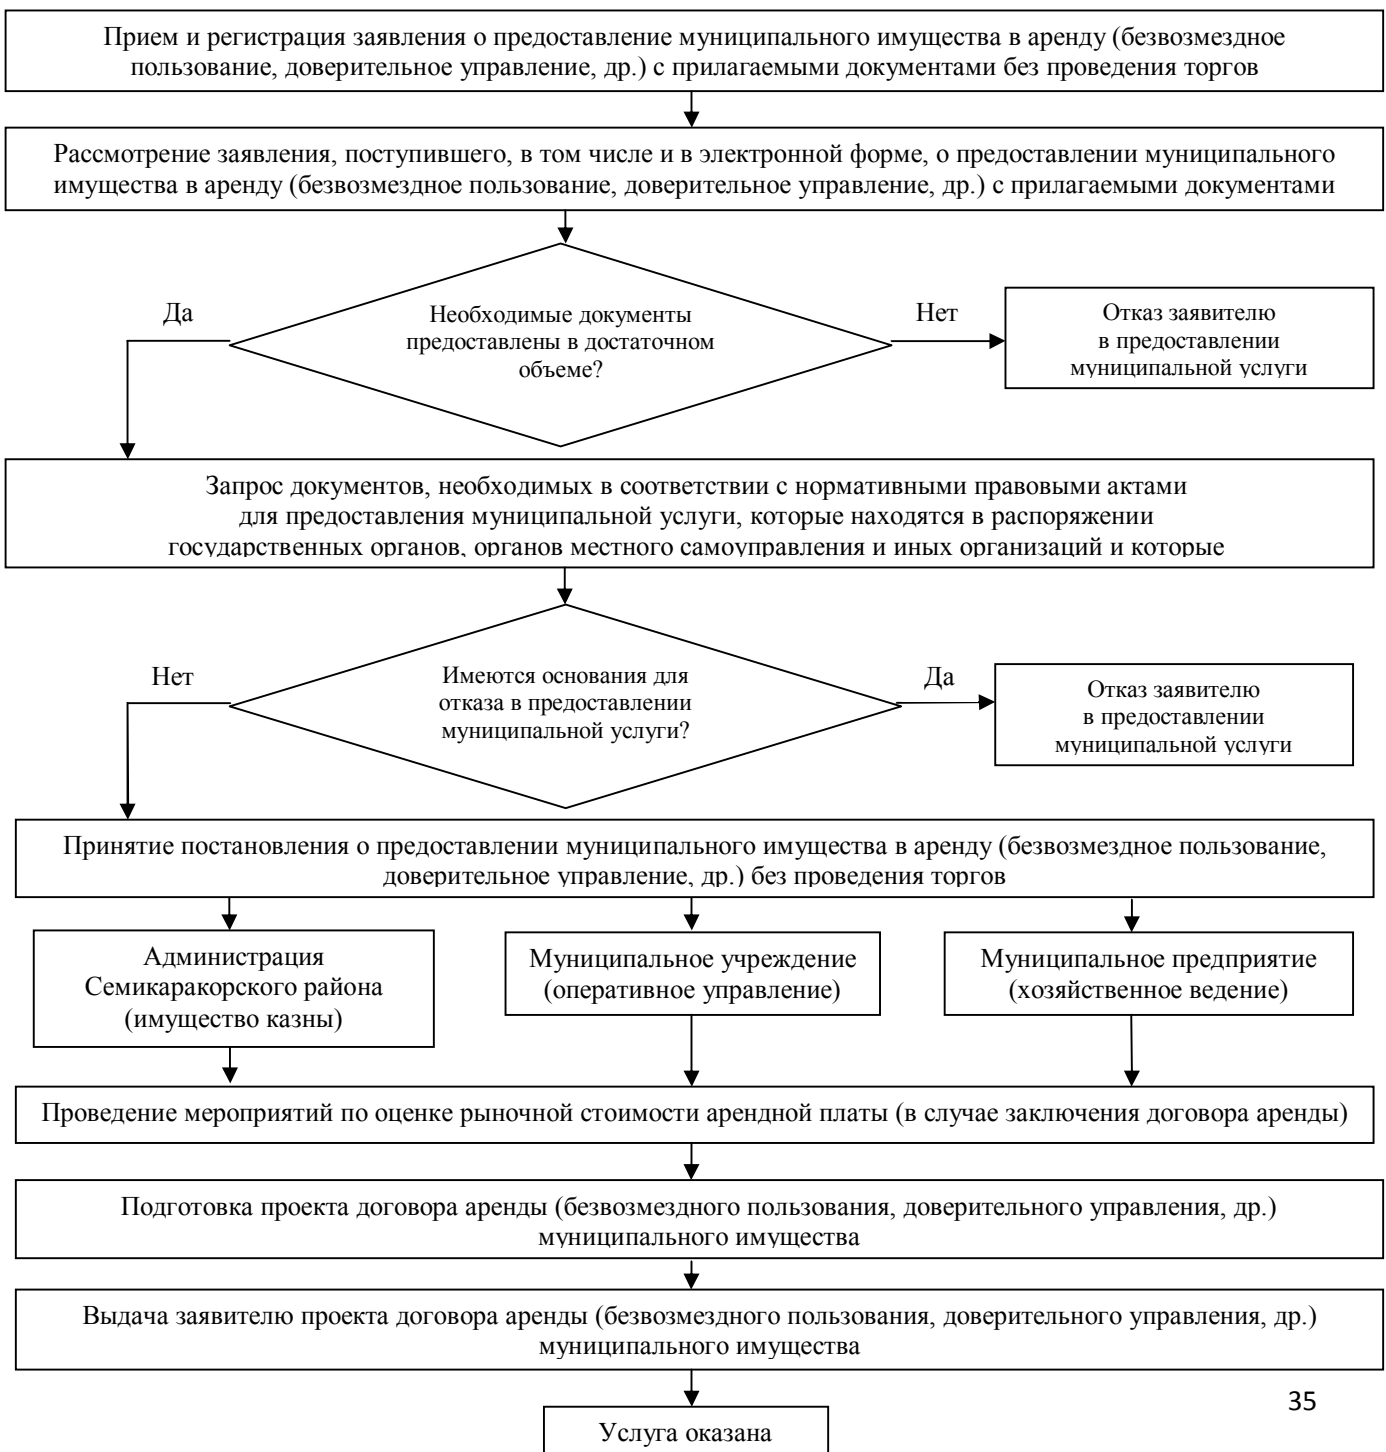 Прием и регистрация заявления о предоставление муниципального имущества в аренду (безвозмездное
пользование, доверительное управление, др.) с прилагаемыми документами без проведения торгов
Рассмотрение заявления, поступившего, в том числе и в электронной форме, о предоставлении муниципального
имущества в аренду (безвозмездное пользование, доверительное управление, др.) с прилагаемыми документами
Да
Необходимые документы
предоставлены в достаточном
объеме?
Нет
Отказ заявителю
в предоставлении
муниципальной услуги
Запрос документов, необходимых в соответствии с нормативными правовыми актами
для предоставления муниципальной услуги, которые находятся в распоряжении
государственных органов, органов местного самоуправления и иных организаций и которые
Нет
Имеются основания для
отказа в предоставлении
муниципальной услуги?
Да
Отказ заявителю
в предоставлении
муниципальной услуги
Принятие постановления о предоставлении муниципального имущества в аренду (безвозмездное пользование,
доверительное управление, др.) без проведения торгов
Администрация
Семикаракорского района
(имущество казны)
Муниципальное учреждение
(оперативное управление)
Муниципальное предприятие
(хозяйственное ведение)
Проведение мероприятий по оценке рыночной стоимости арендной платы (в случае заключения договора аренды)
Подготовка проекта договора аренды (безвозмездного пользования, доверительного управления, др.)
муниципального имущества
Выдача заявителю проекта договора аренды (безвозмездного пользования, доверительного управления, др.)
муниципального имущества
35
Услуга оказана